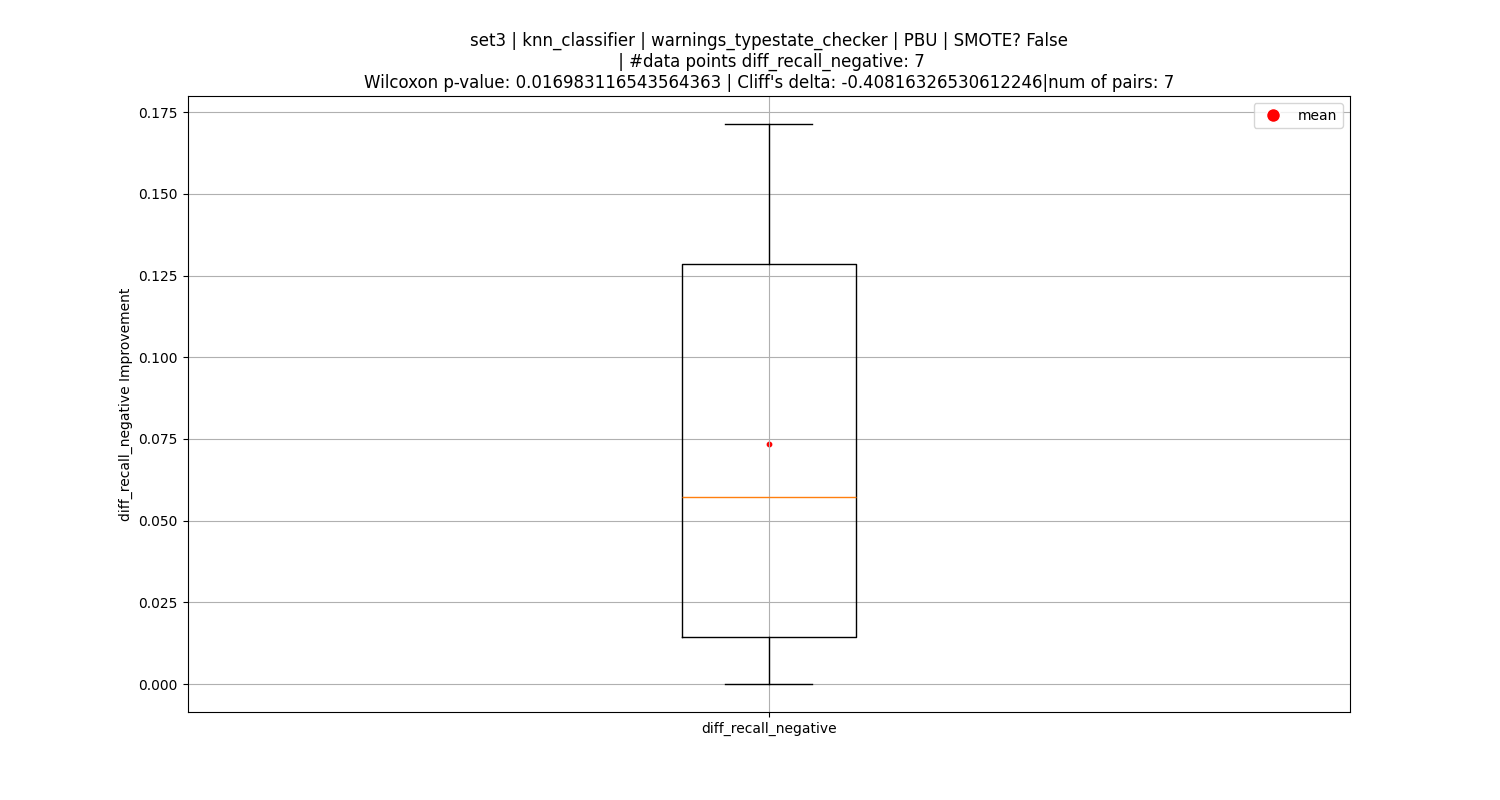 set3 | knn_classifier | warnings_typestate_checker | PBU | SMOTE? False
| #data points diff_recall_negative: 7
Wilcoxon p-value: 0.016983116543564363 | Cliff's delta: -0.40816326530612246|num of pairs: 7
mean
0.175
0.150
0.125
0.100
0.075
0.050
0.025
0.000
diff_recall_negative Improvement
diff_recall_negative